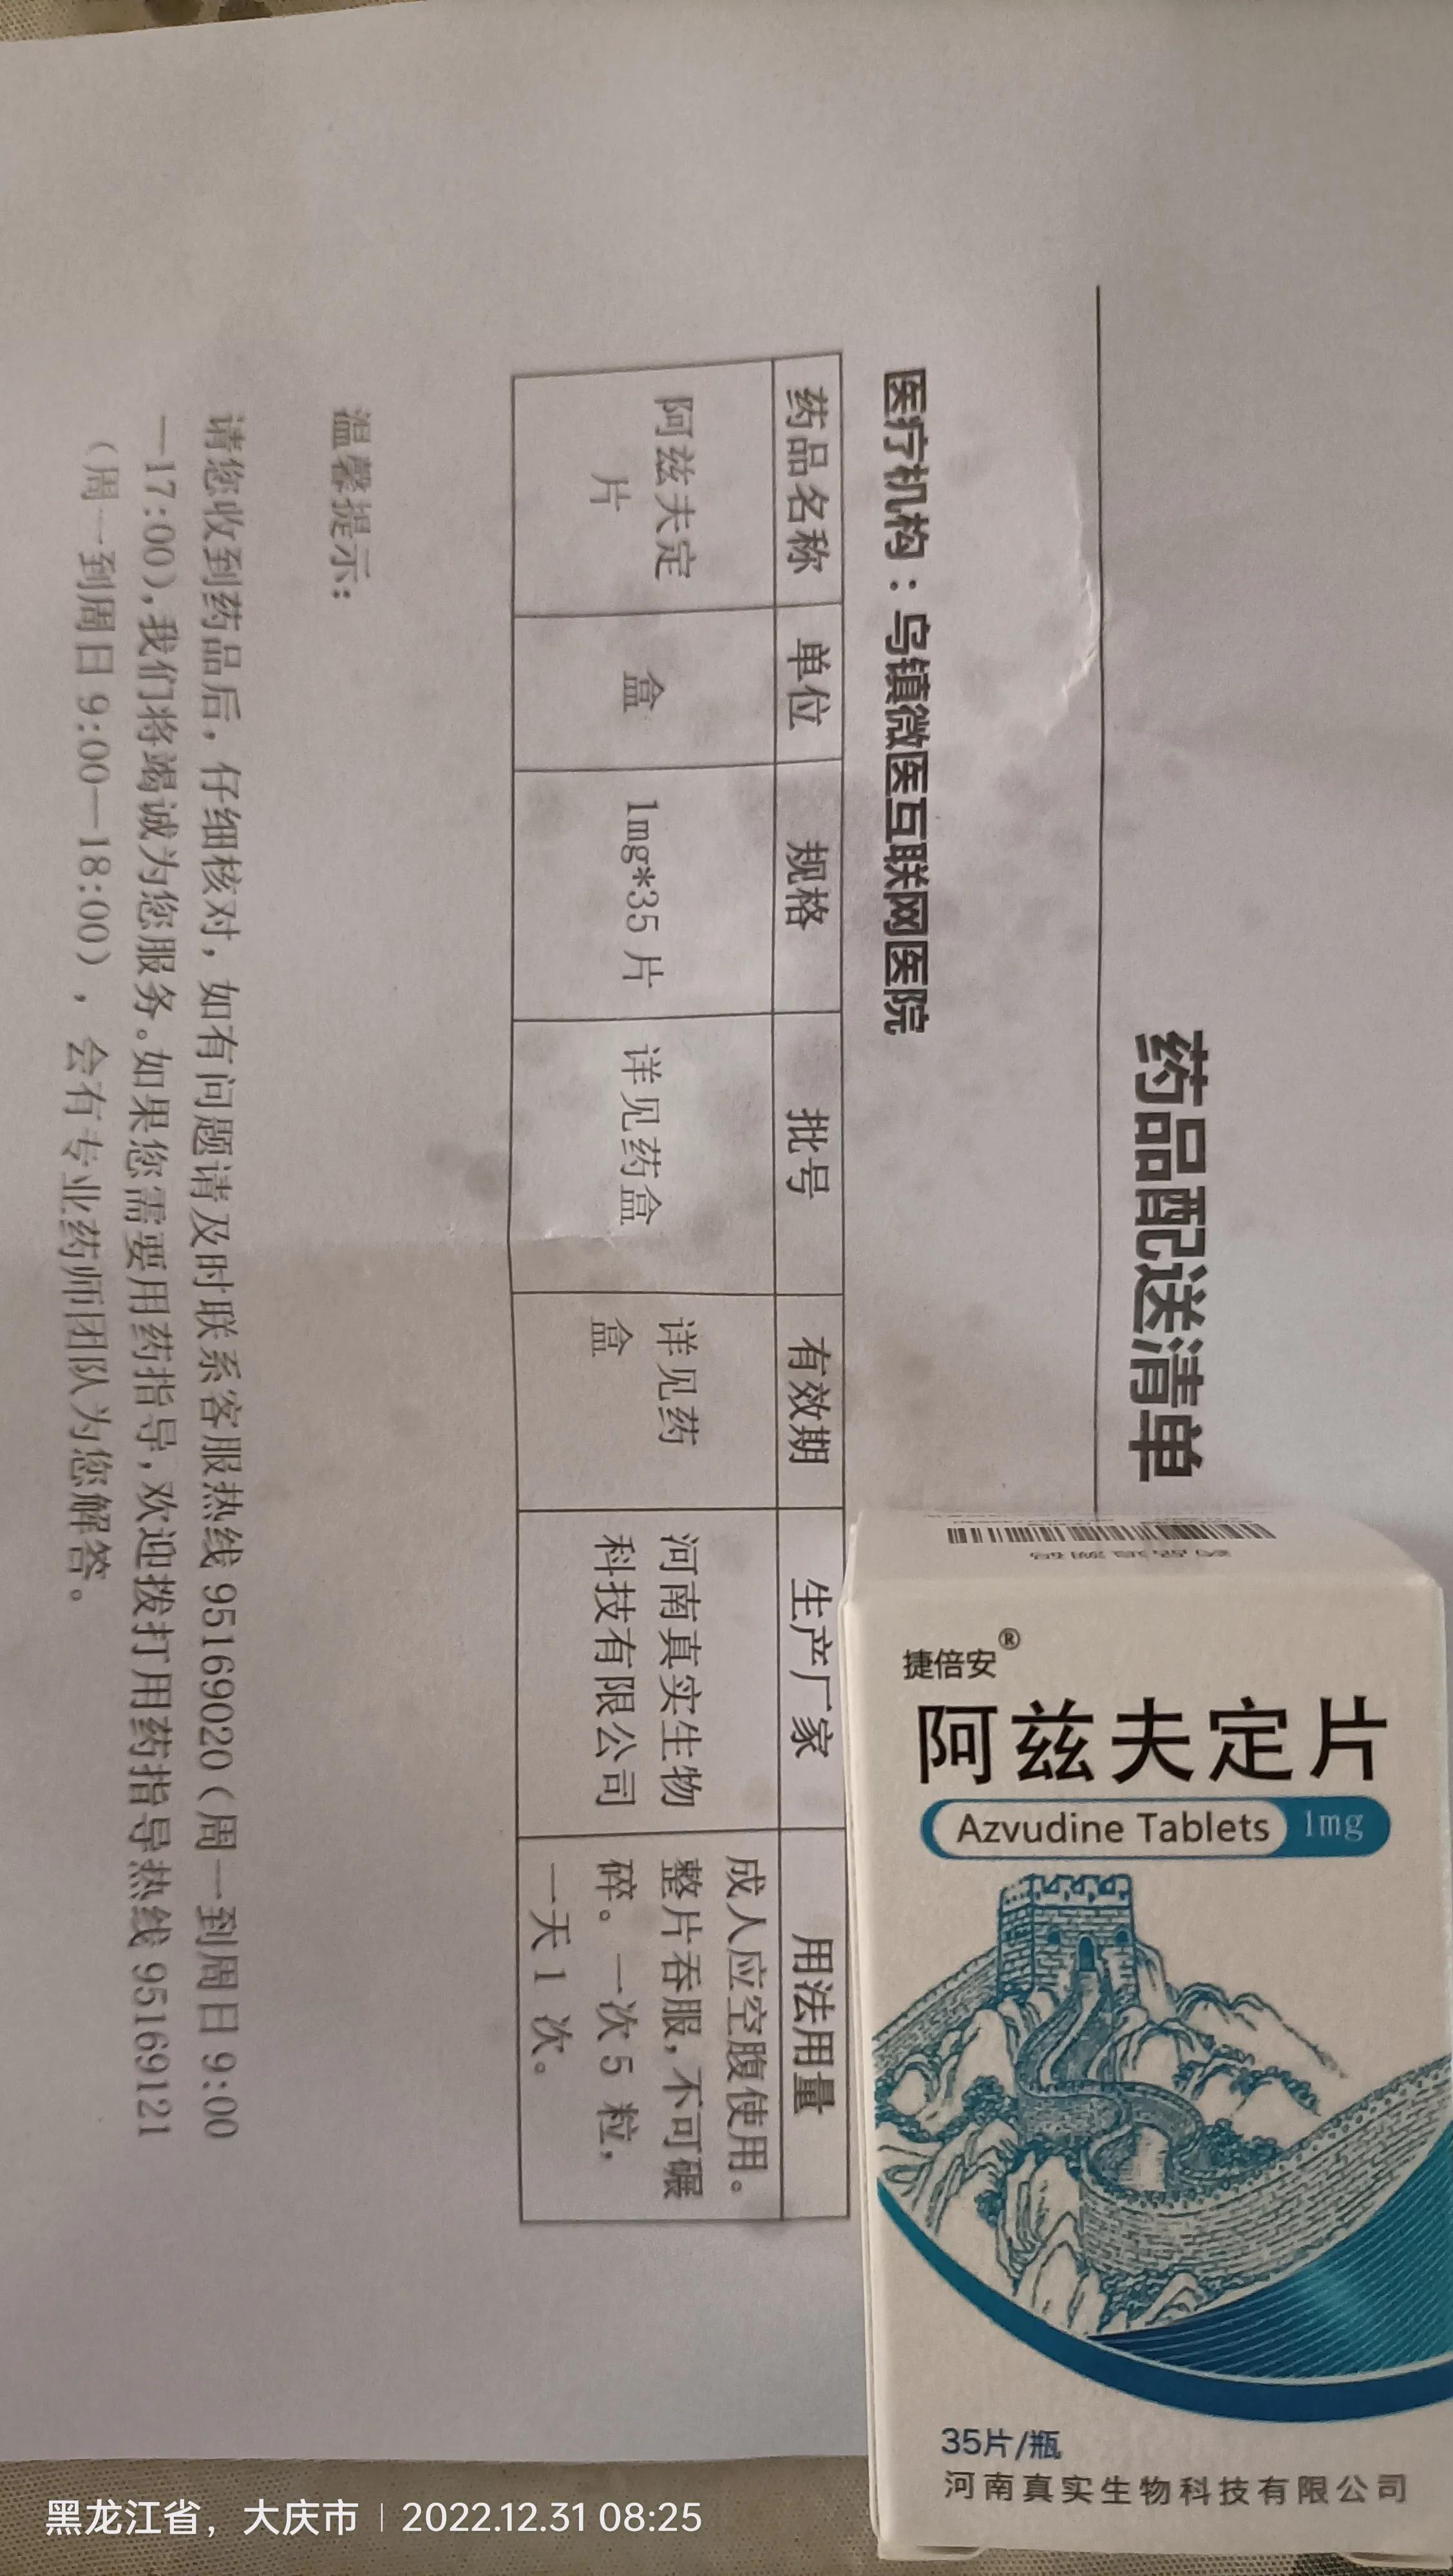 药品配送清单
医疗机构：乌镇微医互联网医院
药品名称 单位 规格 批号 有效期 生产厂家 用法用量
阿兹夫定
片
盒
1mg*35 片
详见药盒
详见药
盒
河南真实生物
科技有限公司
成人应空腹使用。
整片吞服，不可碾
碎。一次 5 粒，
一天 1 次。
温馨提示：
请您收到药品后，仔细核对，如有问题请及时联系客服热线 95169020（周一到周日 9:00
—17:00），我们将竭诚为您服务。如果您需要用药指导，欢迎拨打用药指导热线 95169121
（周一到周日 9:00—18:00），会有专业药师团队为您解答。
药品追溯码
捷倍安®
阿兹夫定片
Azvudine Tablets 1mg
35片/瓶
河南真实生物科技有限公司
黑龙江省，大庆市 | 2022.12.31 08:25